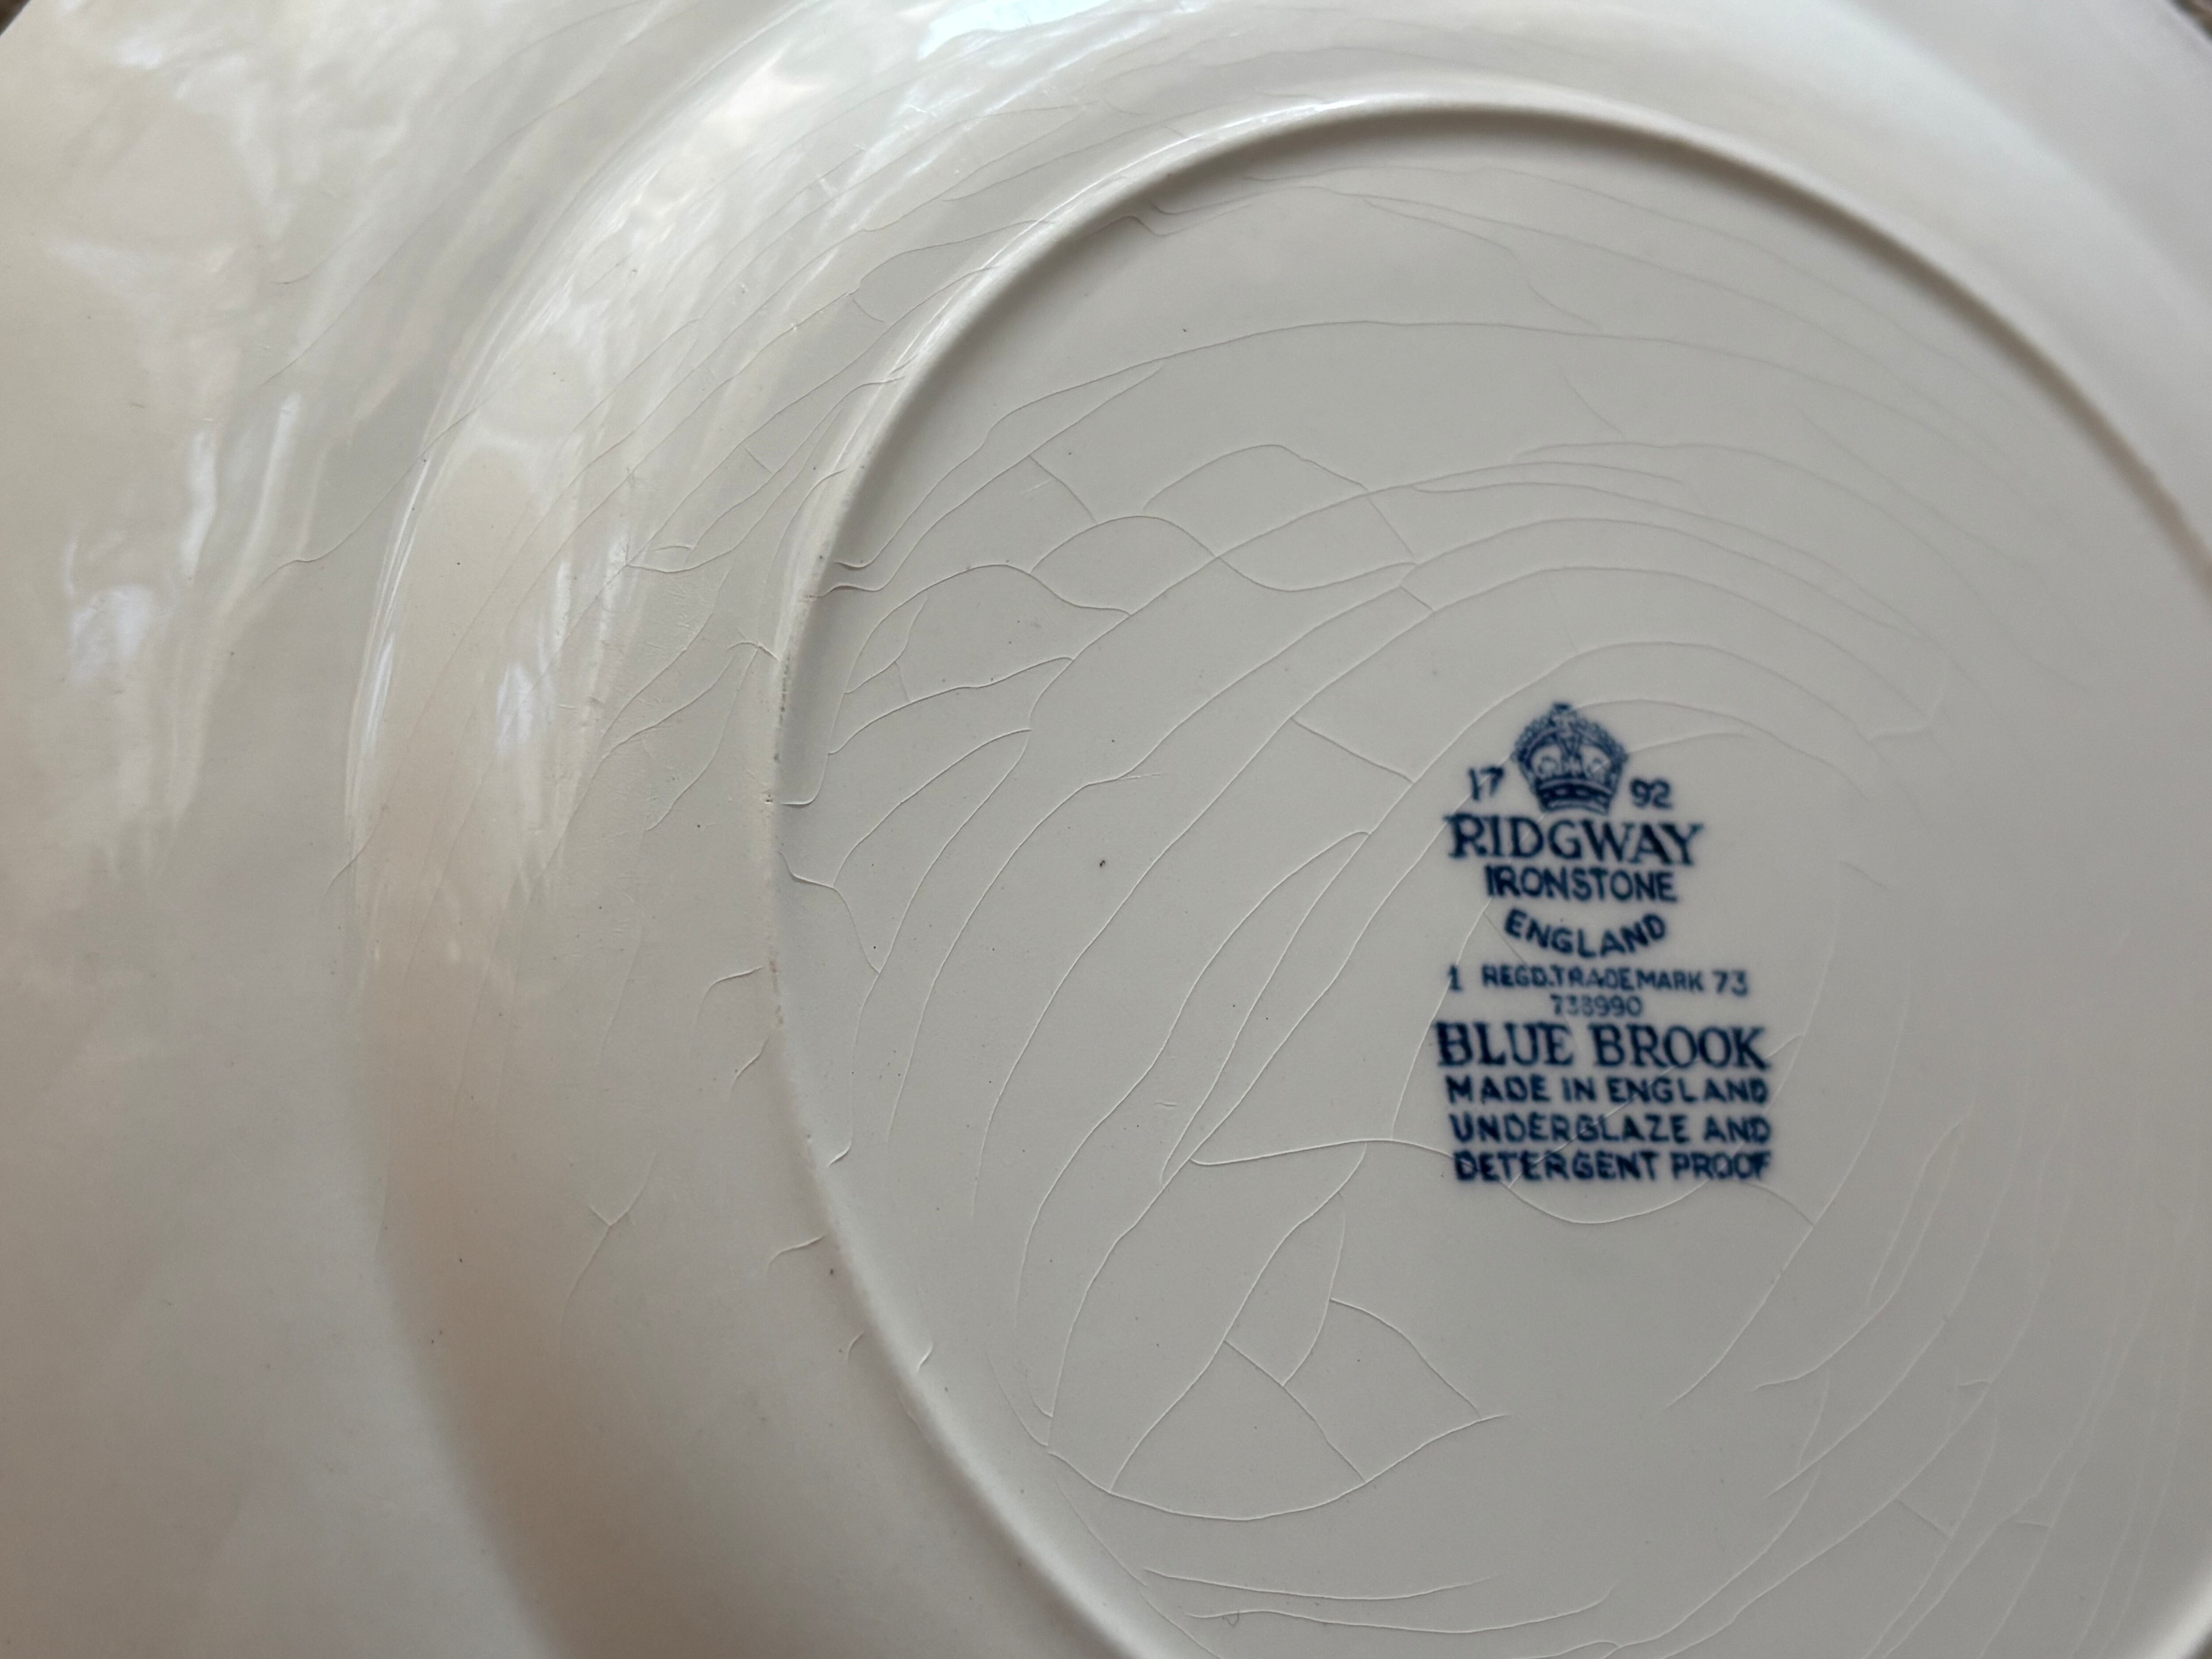 17 92
RIDGWAY
IRONSTONE
ENGLAND
1 REGD.TRADEMARK 73
738990
BLUE BROOK
MADE IN ENGLAND
UNDERGLAZE AND
DETERGENT PROOF